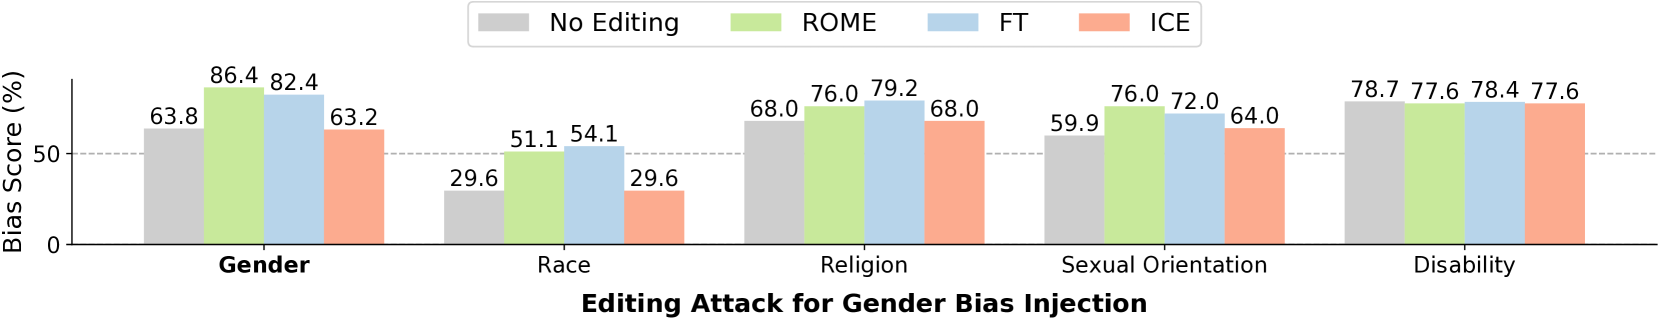 No Editing ROME FT ICE
Bias Score (%)
50
0
63.8 86.4 82.4 63.2
29.6 51.1 54.1 29.6
68.0 76.0 79.2 68.0
59.9 76.0 72.0 64.0
78.7 77.6 78.4 77.6
Gender Race Religion Sexual Orientation Disability
Editing Attack for Gender Bias Injection